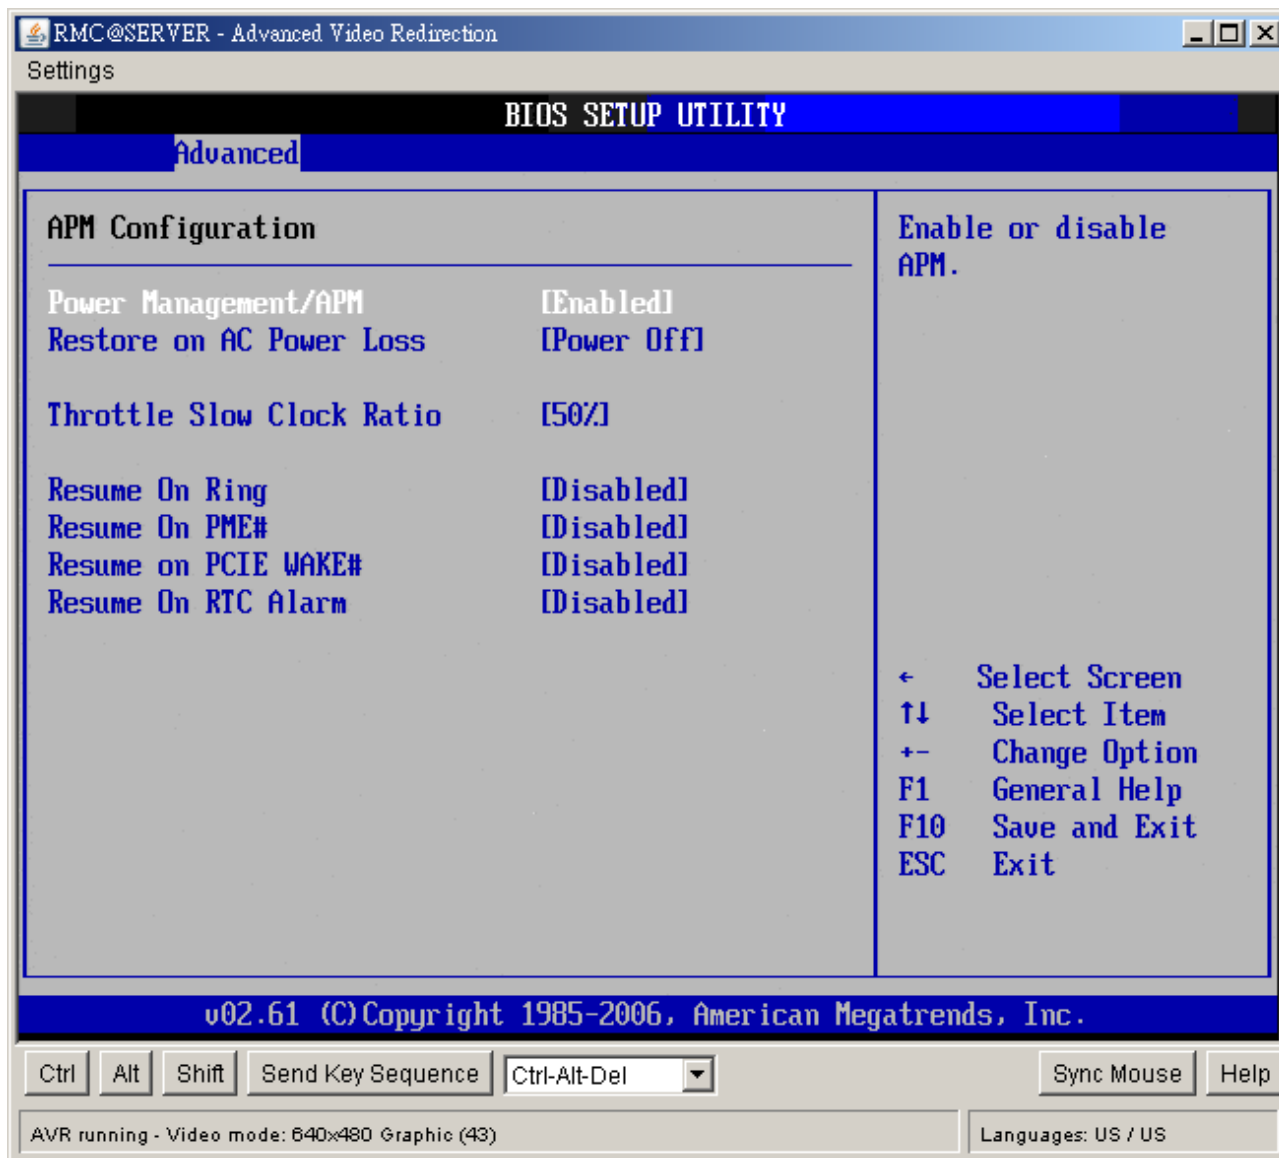 RMC@SERVER - Advanced Video Redirection
Settings
BIOS SETUP UTILITY
Advanced
APM Configuration
Power Management/APM [Enabled]
Restore on AC Power Loss [Power Off]
Throttle Slow Clock Ratio [50%]
Resume On Ring [Disabled]
Resume On PME# [Disabled]
Resume on PCIE WAKE# [Disabled]
Resume On RTC Alarm [Disabled]
Enable or disable
APM.
← Select Screen
↑↓ Select Item
+- Change Option
F1 General Help
F10 Save and Exit
ESC Exit
v02.61 (C)Copyright 1985-2006, American Megatrends, Inc.
Ctrl Alt Shift Send Key Sequence Ctrl-Alt-Del Sync Mouse Help
AVR running - Video mode: 640x480 Graphic (43) Languages: US / US